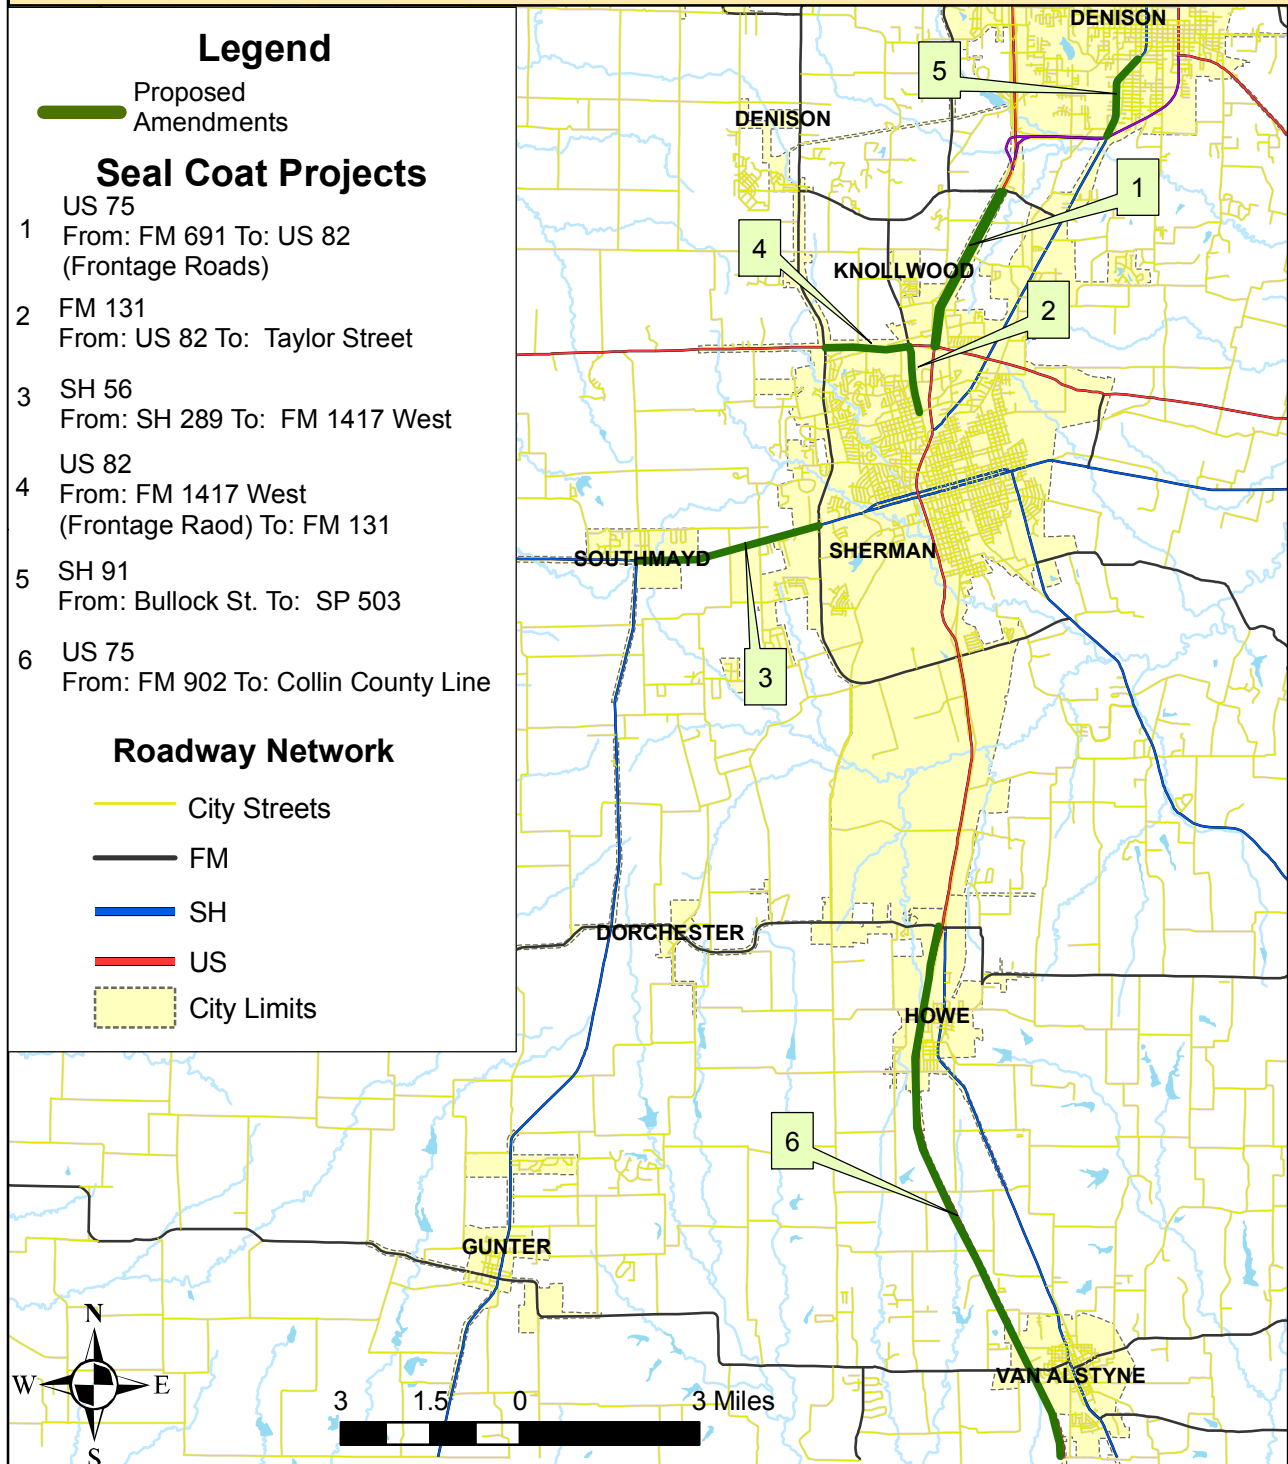 Legend
Proposed
Amendments
Seal Coat Projects
1
US 75
From: FM 691 To: US 82
(Frontage Roads)
2
FM 131
From: US 82 To:  Taylor Street
3
SH 56
From: SH 289 To:  FM 1417 West
4
US 82
From: FM 1417 West
(Frontage Raod) To: FM 131
5
SH 91
From: Bullock St. To:  SP 503
6
US 75
From: FM 902 To: Collin County Line
Roadway Network
City Streets
FM
SH
US
City Limits
DENISON
5
DENISON
1
4
KNOLLWOOD
2
SOUTHMAYD
SHERMAN
3
DORCHESTER
HOWE
6
GUNTER
VAN ALSTYNE
N
W
E
S
3 1.5 0 3 Miles